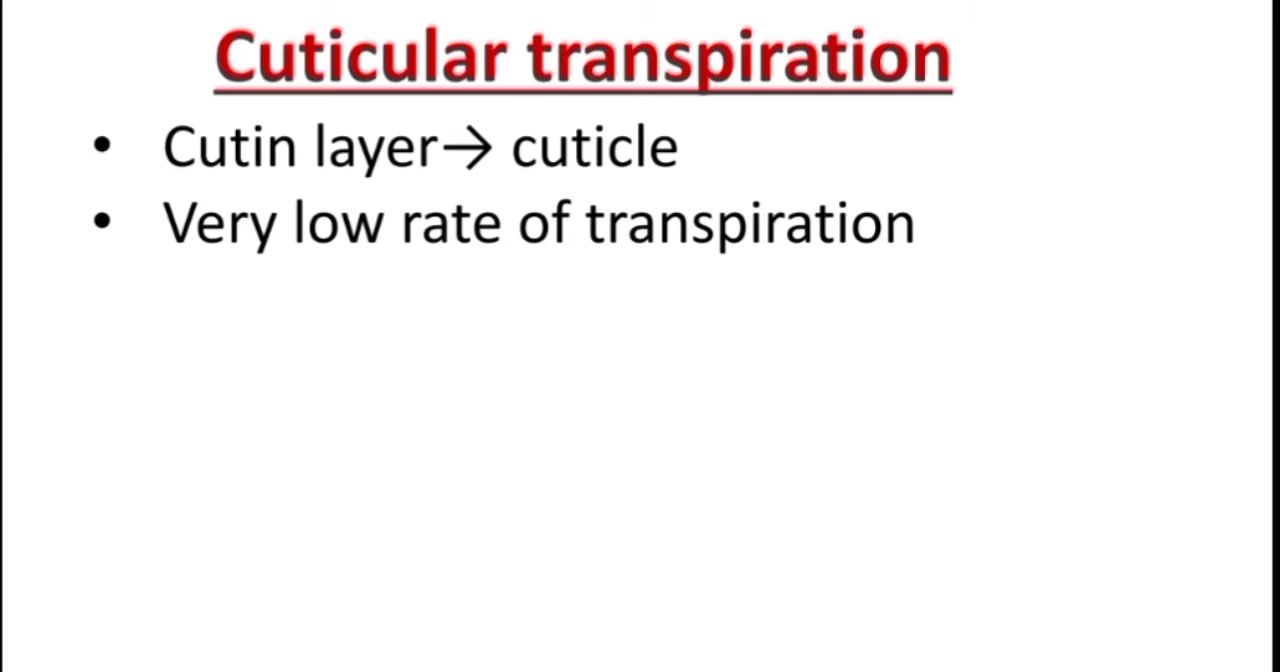 Cuticular transpiration
• Cutin layer→ cuticle
• Very low rate of transpiration